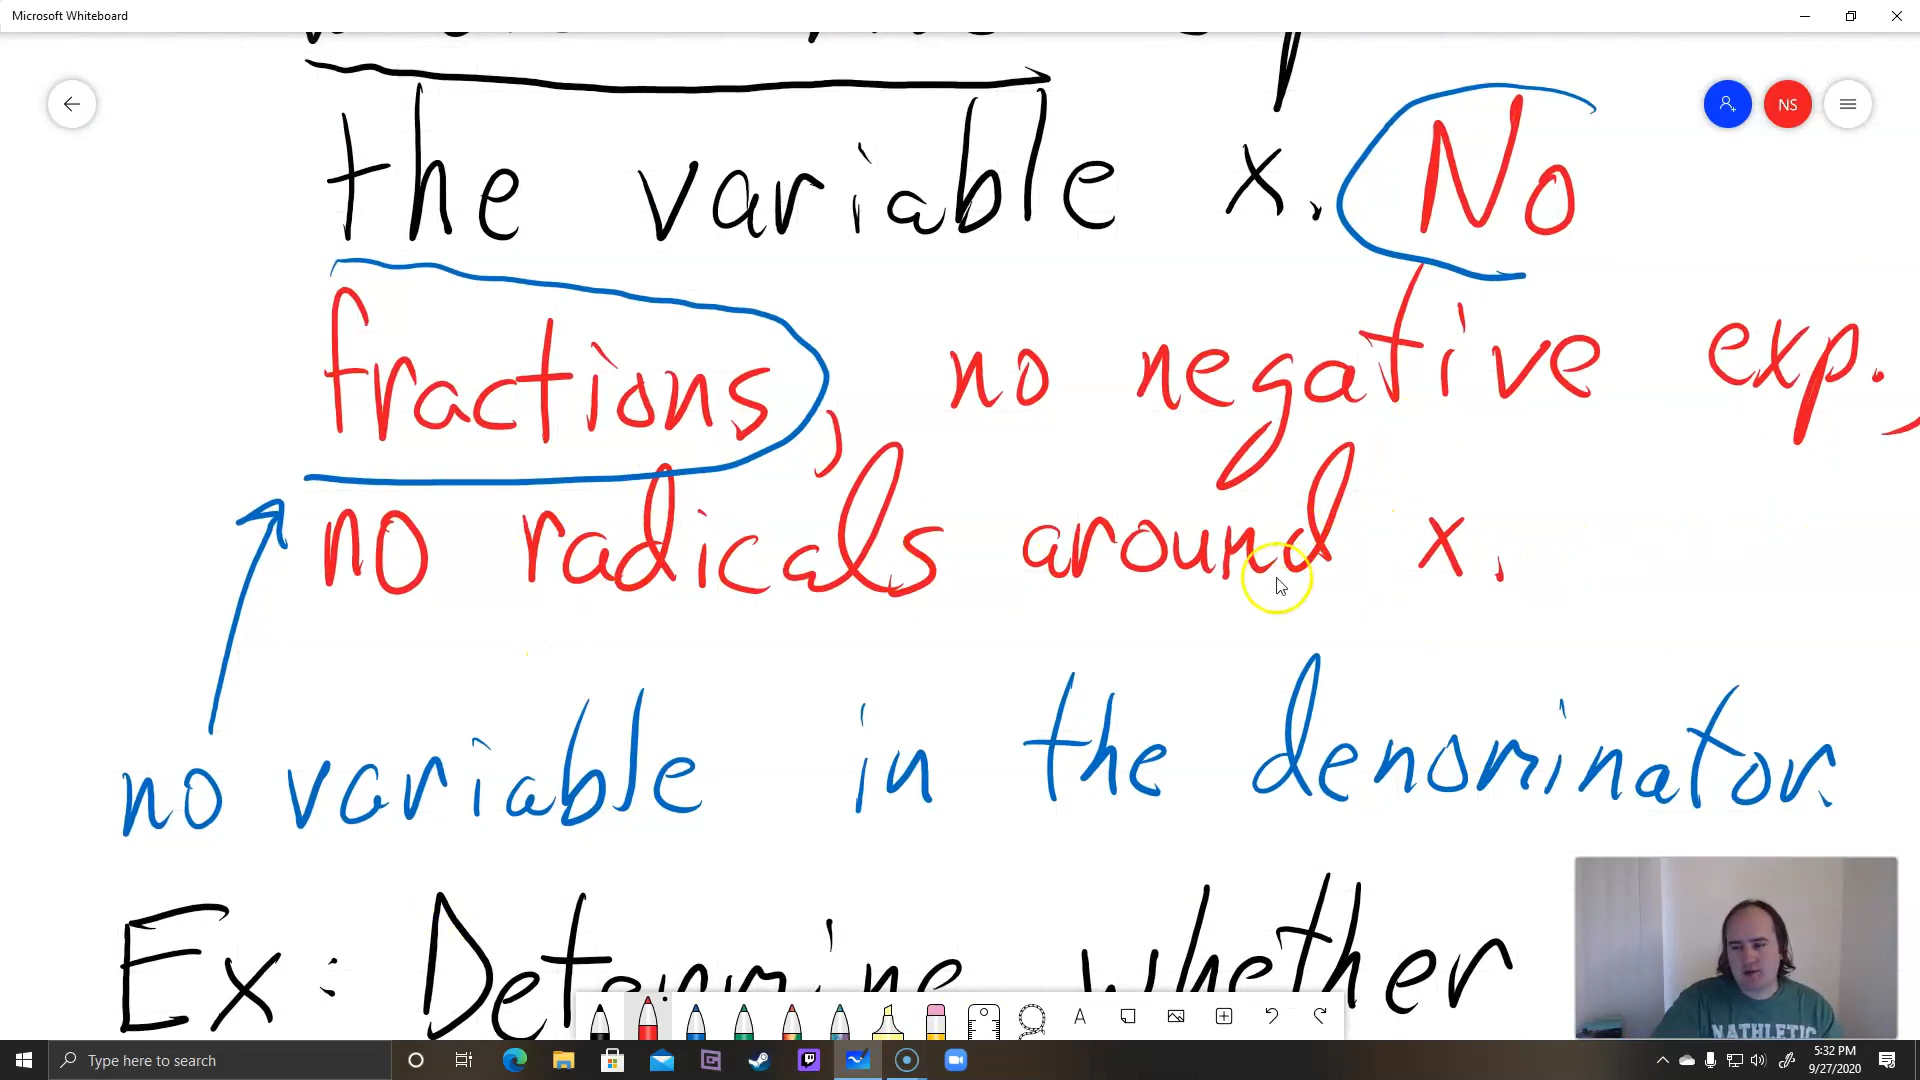 Microsoft Whiteboard
the variable x. No
NS
fractions, no negative exp.,
no radicals around x.
no variable in the denominator.
Ex: Determine whether
NATHLETIC
Type here to search
5:32 PM
9/27/2020